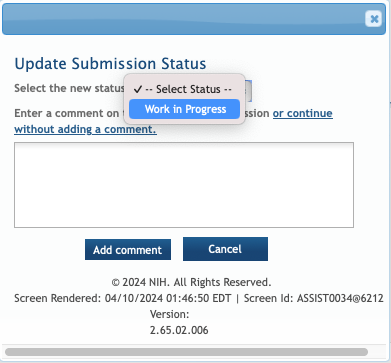 Update Submission Status
Select the new status
✓ -- Select Status --
Work in Progress
Enter a comment on ssion or continue
without adding a comment.
Add comment
Cancel
© 2024 NIH. All Rights Reserved.
Screen Rendered: 04/10/2024 01:46:50 EDT | Screen Id: ASSIST0034@6212
Version:
2.65.02.006